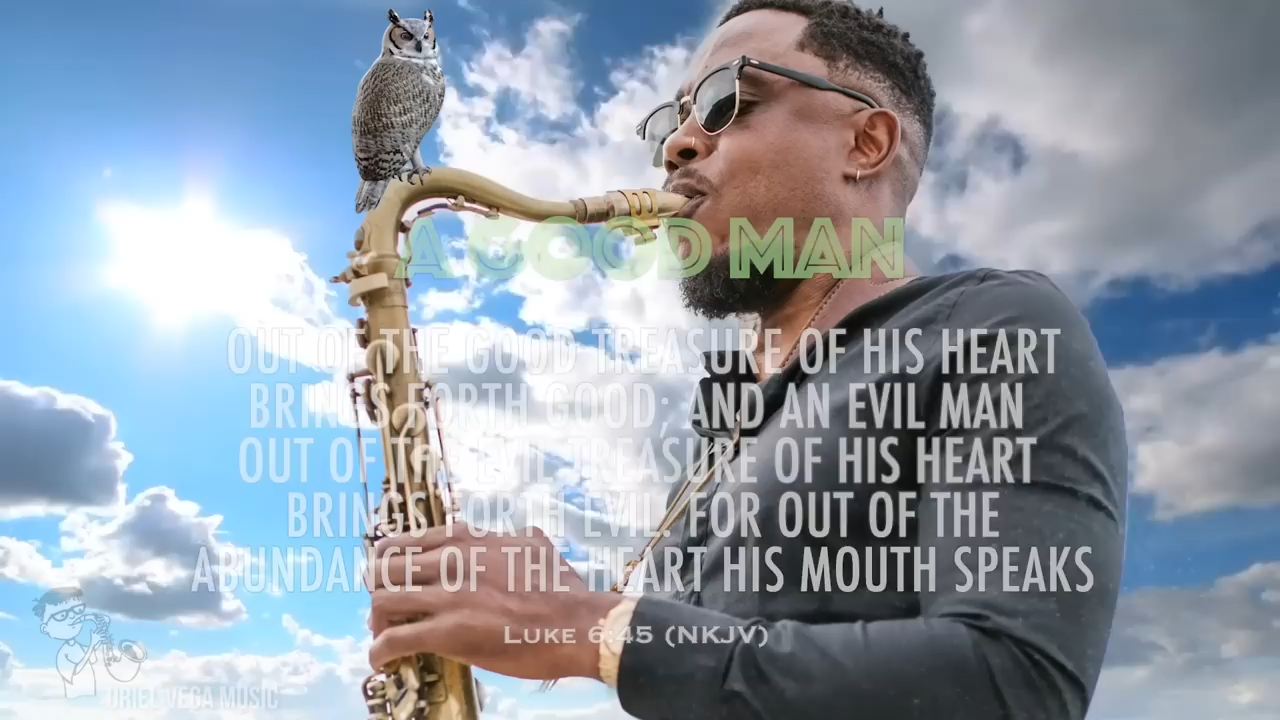 A GOOD MAN
OUT OF THE GOOD TREASURE OF HIS HEART
BRINGS FORTH GOOD; AND AN EVIL MAN
OUT OF THE EVIL TREASURE OF HIS HEART
BRINGS FORTH EVIL. FOR OUT OF THE
ABUNDANCE OF THE HEART HIS MOUTH SPEAKS
LUKE 6:45 (NKJV)
URIEL VEGA MUSIC